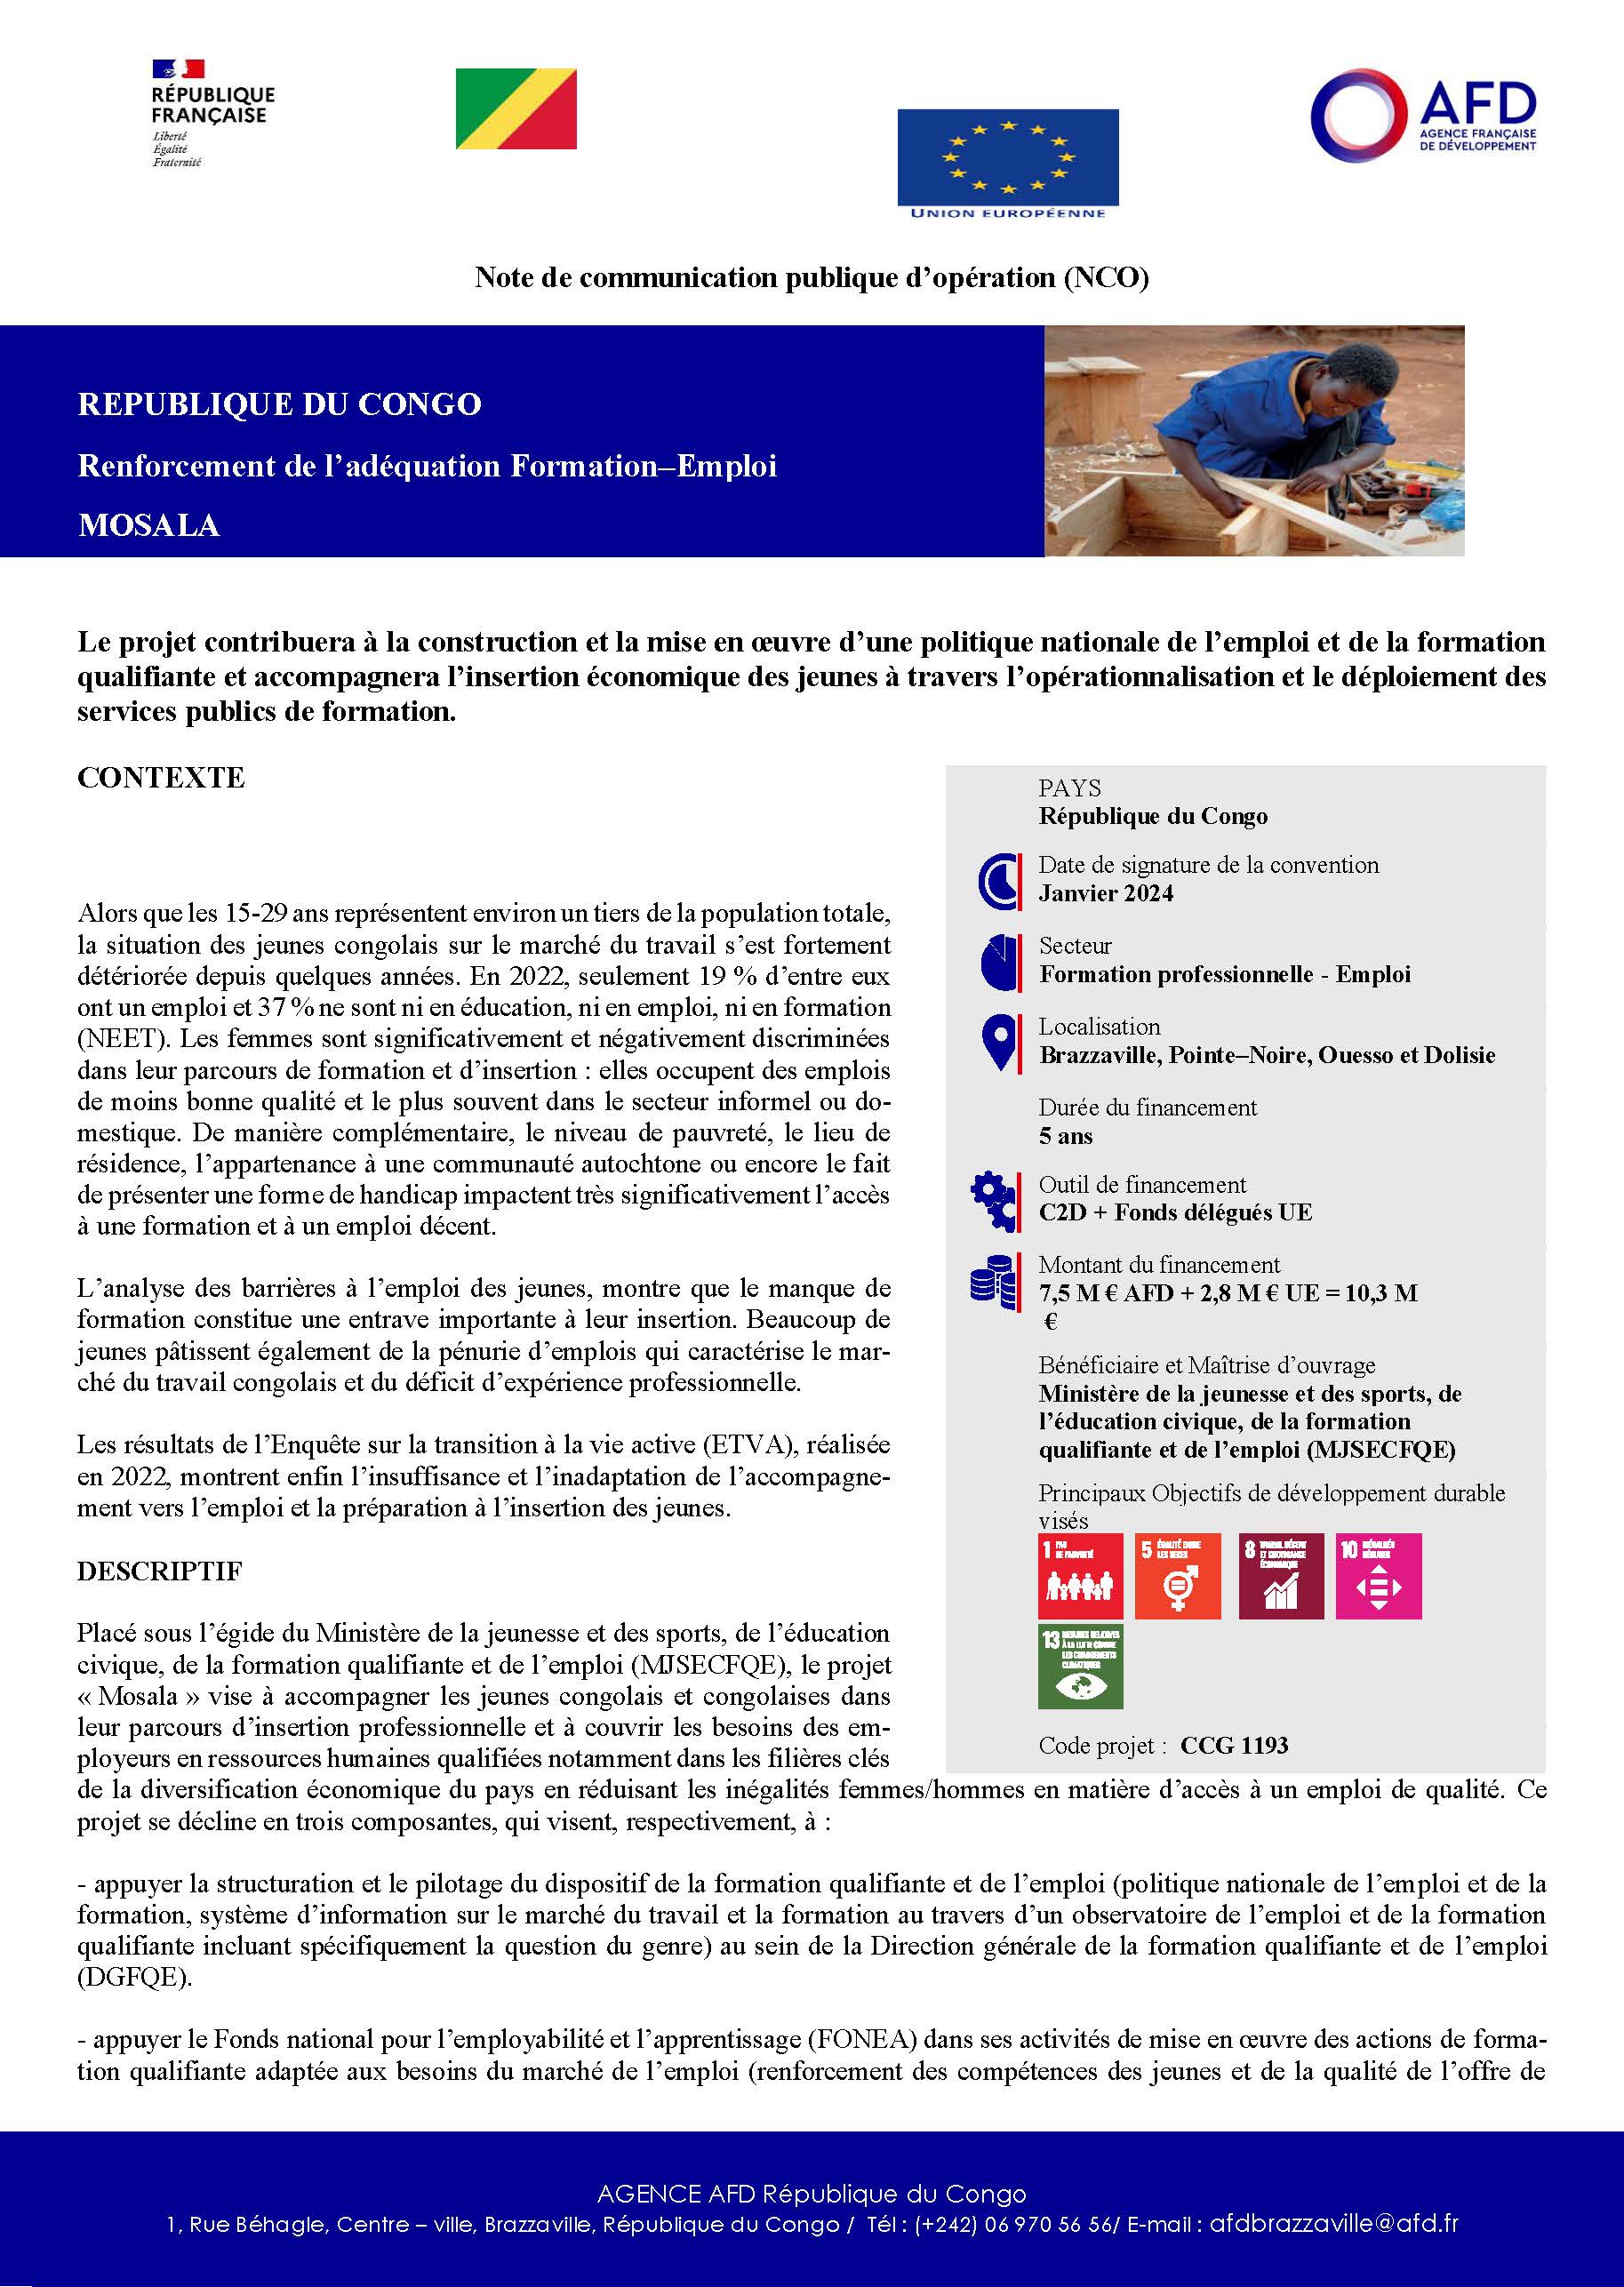 RÉPUBLIQUE
FRANÇAISE
Liberté
Égalité
Fraternité
UNION EUROPÉENNE
AFD
AGENCE FRANÇAISE
DE DÉVELOPPEMENT
Note de communication publique d’opération (NCO)
REPUBLIQUE DU CONGO
Renforcement de l’adéquation Formation–Emploi
MOSALA
Le projet contribuera à la construction et la mise en œuvre d’une politique nationale de l’emploi et de la formation
qualifiante et accompagnera l’insertion économique des jeunes à travers l’opérationnalisation et le déploiement des
services publics de formation.
CONTEXTE
Alors que les 15-29 ans représentent environ un tiers de la population totale,
la situation des jeunes congolais sur le marché du travail s’est fortement
détériorée depuis quelques années. En 2022, seulement 19 % d’entre eux
ont un emploi et 37 % ne sont ni en éducation, ni en emploi, ni en formation
(NEET). Les femmes sont significativement et négativement discriminées
dans leur parcours de formation et d’insertion : elles occupent des emplois
de moins bonne qualité et le plus souvent dans le secteur informel ou do-
mestique. De manière complémentaire, le niveau de pauvreté, le lieu de
résidence, l’appartenance à une communauté autochtone ou encore le fait
de présenter une forme de handicap impactent très significativement l’accès
à une formation et à un emploi décent.
L’analyse des barrières à l’emploi des jeunes, montre que le manque de
formation constitue une entrave importante à leur insertion. Beaucoup de
jeunes pâtissent également de la pénurie d’emplois qui caractérise le mar-
ché du travail congolais et du déficit d’expérience professionnelle.
Les résultats de l’Enquête sur la transition à la vie active (ETVA), réalisée
en 2022, montrent enfin l’insuffisance et l’inadaptation de l’accompagne-
ment vers l’emploi et la préparation à l’insertion des jeunes.
DESCRIPTIF
Placé sous l’égide du Ministère de la jeunesse et des sports, de l’éducation
civique, de la formation qualifiante et de l’emploi (MJSECFQE), le projet
« Mosala » vise à accompagner les jeunes congolais et congolaises dans
leur parcours d’insertion professionnelle et à couvrir les besoins des em-
ployeurs en ressources humaines qualifiées notamment dans les filières clés
de la diversification économique du pays en réduisant les inégalités femmes/hommes en matière d’accès à un emploi de qualité. Ce
projet se décline en trois composantes, qui visent, respectivement, à :
- appuyer la structuration et le pilotage du dispositif de la formation qualifiante et de l’emploi (politique nationale de l’emploi et de la
formation, système d’information sur le marché du travail et la formation au travers d’un observatoire de l’emploi et de la formation
qualifiante incluant spécifiquement la question du genre) au sein de la Direction générale de la formation qualifiante et de l’emploi
(DGFQE).
- appuyer le Fonds national pour l’employabilité et l’apprentissage (FONEA) dans ses activités de mise en œuvre des actions de forma-
tion qualifiante adaptée aux besoins du marché de l’emploi (renforcement des compétences des jeunes et de la qualité de l’offre de
PAYS
République du Congo
Date de signature de la convention
Janvier 2024
Secteur
Formation professionnelle - Emploi
Localisation
Brazzaville, Pointe–Noire, Ouesso et Dolisie
Durée du financement
5 ans
Outil de financement
C2D + Fonds délégués UE
Montant du financement
7,5 M € AFD + 2,8 M € UE = 10,3 M
€
Bénéficiaire et Maîtrise d’ouvrage
Ministère de la jeunesse et des sports, de
l’éducation civique, de la formation
qualifiante et de l’emploi (MJSECFQE)
Principaux Objectifs de développement durable
visés
1 PAS
DE PAUVRETÉ
5 ÉGALITÉ ENTRE
LES SEXES
8 TRAVAIL DÉCENT
ET CROISSANCE
ÉCONOMIQUE
10 INÉGALITÉS
RÉDUITES
13 MESURES RELATIVES
À LA LUTTE CONTRE
LES CHANGEMENTS
CLIMATIQUES
Code projet : CCG 1193
AGENCE AFD République du Congo
1, Rue Béhagle, Centre – ville, Brazzaville, République du Congo / Tél : (+242) 06 970 56 56/ E-mail : afdbrazzaville@afd.fr